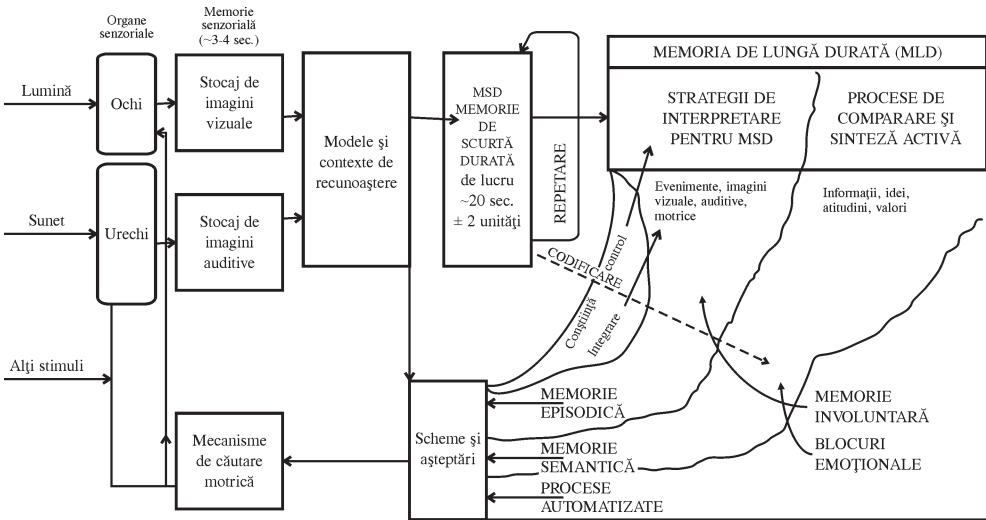 Organe
senzoriale
Memorie
senzorială
(~3-4 sec.)
Lumină
Ochi
Stocaj de
imagini
vizuale
Sunet
Urechi
Stocaj de
imagini
auditive
Alţi stimuli
Modele şi
contexte de
recunoaştere
MSD
MEMORIE
DE
SCURTĂ
DURATĂ
de lucru
~20 sec.
± 2 unităţi
REPETARE
MEMORIA DE LUNGĂ DURATĂ (MLD)
STRATEGII DE
INTERPRETARE
PENTRU MSD
PROCESE DE
COMPARARE ŞI
SINTEZĂ ACTIVĂ
Evenimente, imagini
vizuale, auditive,
motrice
Informaţii, idei,
atitudini, valori
CODIFICARE
Conştiinţă
control
Integrare
Mecanisme
de căutare
motrică
Scheme şi
aşteptări
MEMORIE
EPISODICĂ
MEMORIE
SEMANTICĂ
PROCESE
AUTOMATIZATE
MEMORIE
INVOLUNTARĂ
BLOCURI
EMOŢIONALE